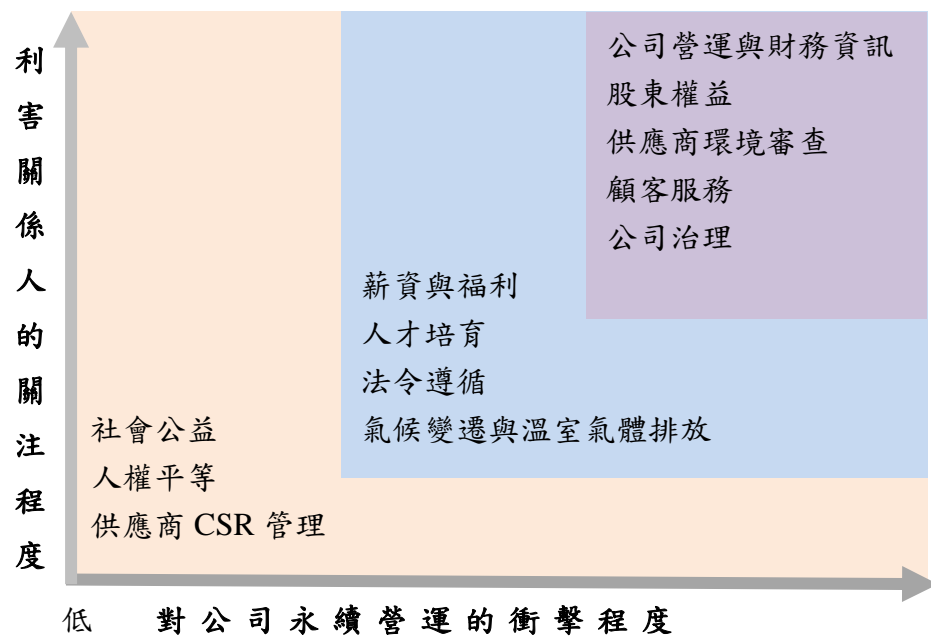 利害關係人的關注程度
公司營運與財務資訊
股東權益
供應商環境審查
顧客服務
公司治理
薪資與福利
人才培育
法令遵循
氣候變遷與溫室氣體排放
社會公益
人權平等
供應商 CSR 管理
低 對公司永續營運的衝擊程度